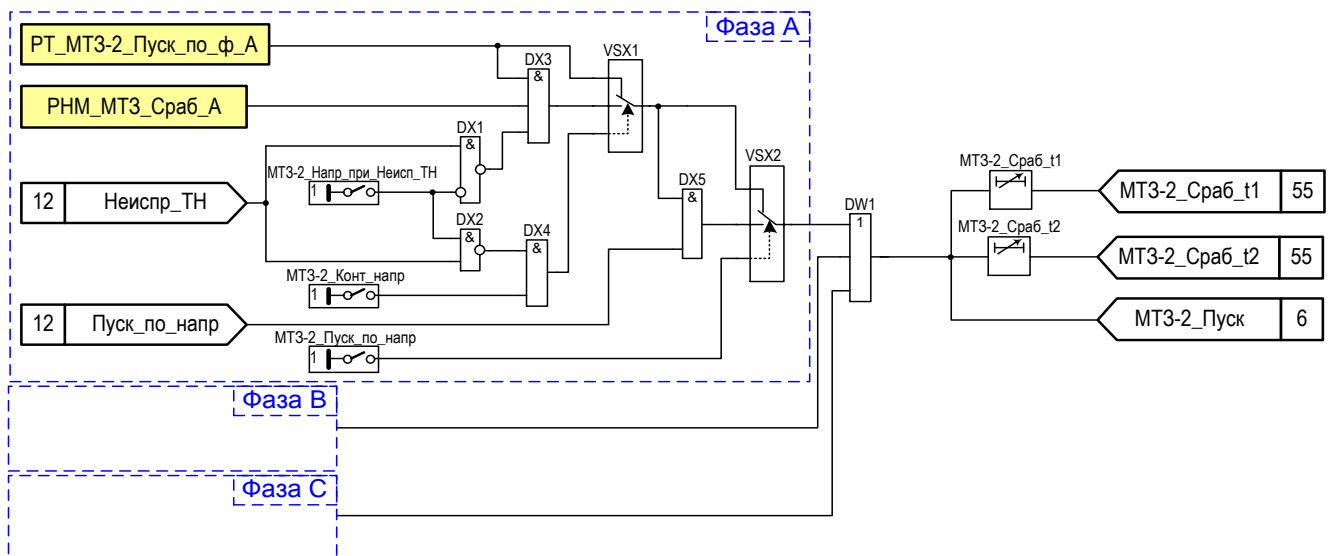 Фаза А
РТ_МТЗ-2_Пуск_по_ф_А
VSX1
DX3
&
РНМ_МТЗ_Сраб_А
DX1
&
VSX2
МТЗ-2_Напр_при_Неисп_ТН
1
МТЗ-2_Сраб_t1
DX5
&
МТЗ-2_Сраб_t1 55
12 Неиспр_ТН
DX2
&
DX4
&
DW1
1
МТЗ-2_Сраб_t2
МТЗ-2_Сраб_t2 55
МТЗ-2_Конт_напр
1
12 Пуск_по_напр
МТЗ-2_Пуск 6
МТЗ-2_Пуск_по_напр
1
Фаза В
Фаза С